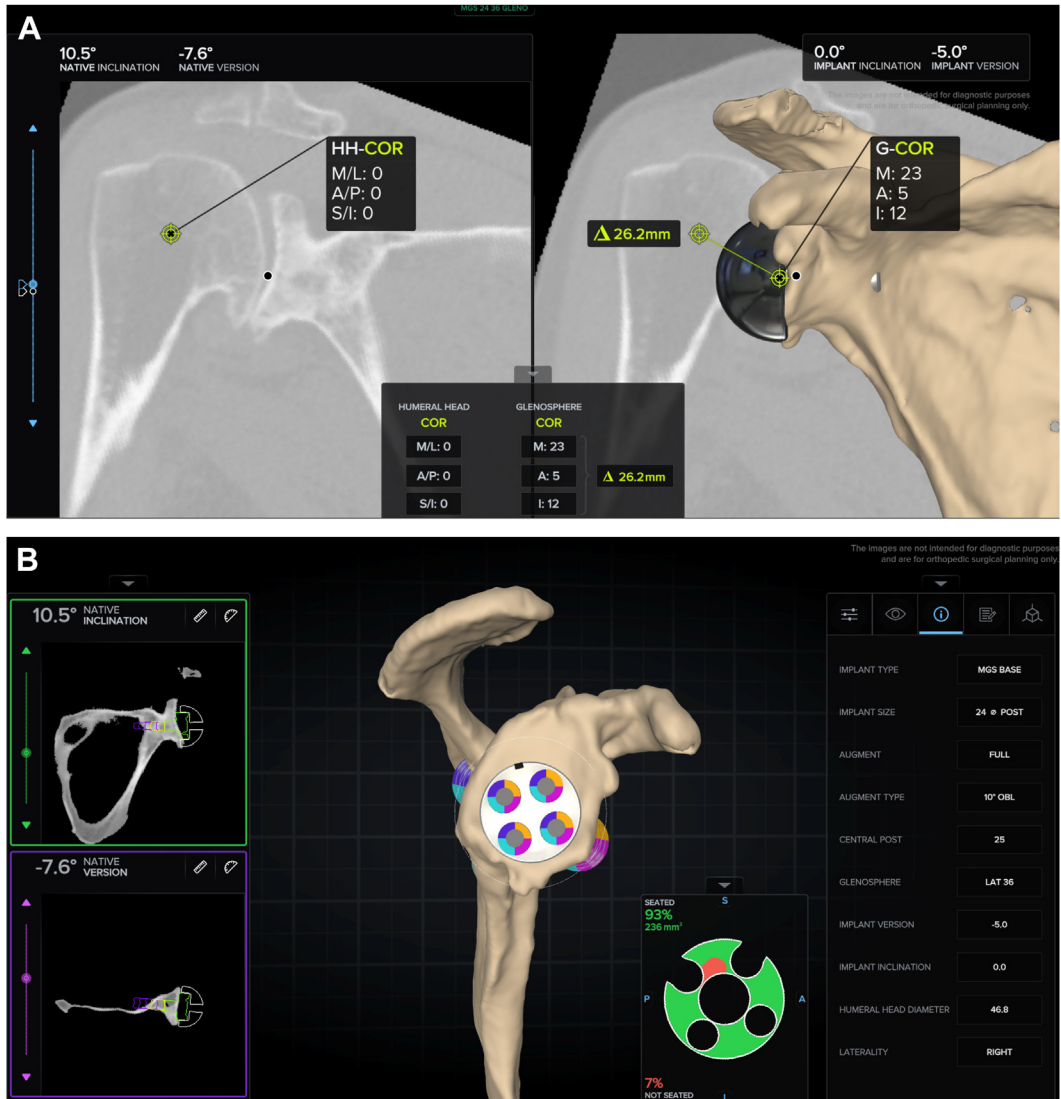 MGS 24 36 GLENO
A
10.5° -7.6°
NATIVE INCLINATION NATIVE VERSION
0.0° -5.0°
IMPLANT INCLINATION IMPLANT VERSION
The images are not intended for diagnostic purposes
and are for orthopedic surgical planning only.
HH-COR
M/L: 0
A/P: 0
S/I: 0
G-COR
M: 23
A: 5
I: 12
Δ 26.2mm
HUMERAL HEAD GLENOSPHERE
COR COR
M/L: 0 M: 23
A/P: 0 A: 5 Δ 26.2mm
S/I: 0 I: 12
B
The images are not intended for diagnostic purposes
and are for orthopedic surgical planning only.
10.5° NATIVE
INCLINATION
-7.6° NATIVE
VERSION
SEATED
93%
236 mm²
S
P A
7%
NOT SEATED
I
IMPLANT TYPE MGS BASE
IMPLANT SIZE 24 ⌀ POST
AUGMENT FULL
AUGMENT TYPE 10° OBL
CENTRAL POST 25
GLENOSPHERE LAT 36
IMPLANT VERSION -5.0
IMPLANT INCLINATION 0.0
HUMERAL HEAD DIAMETER 46.8
LATERALITY RIGHT